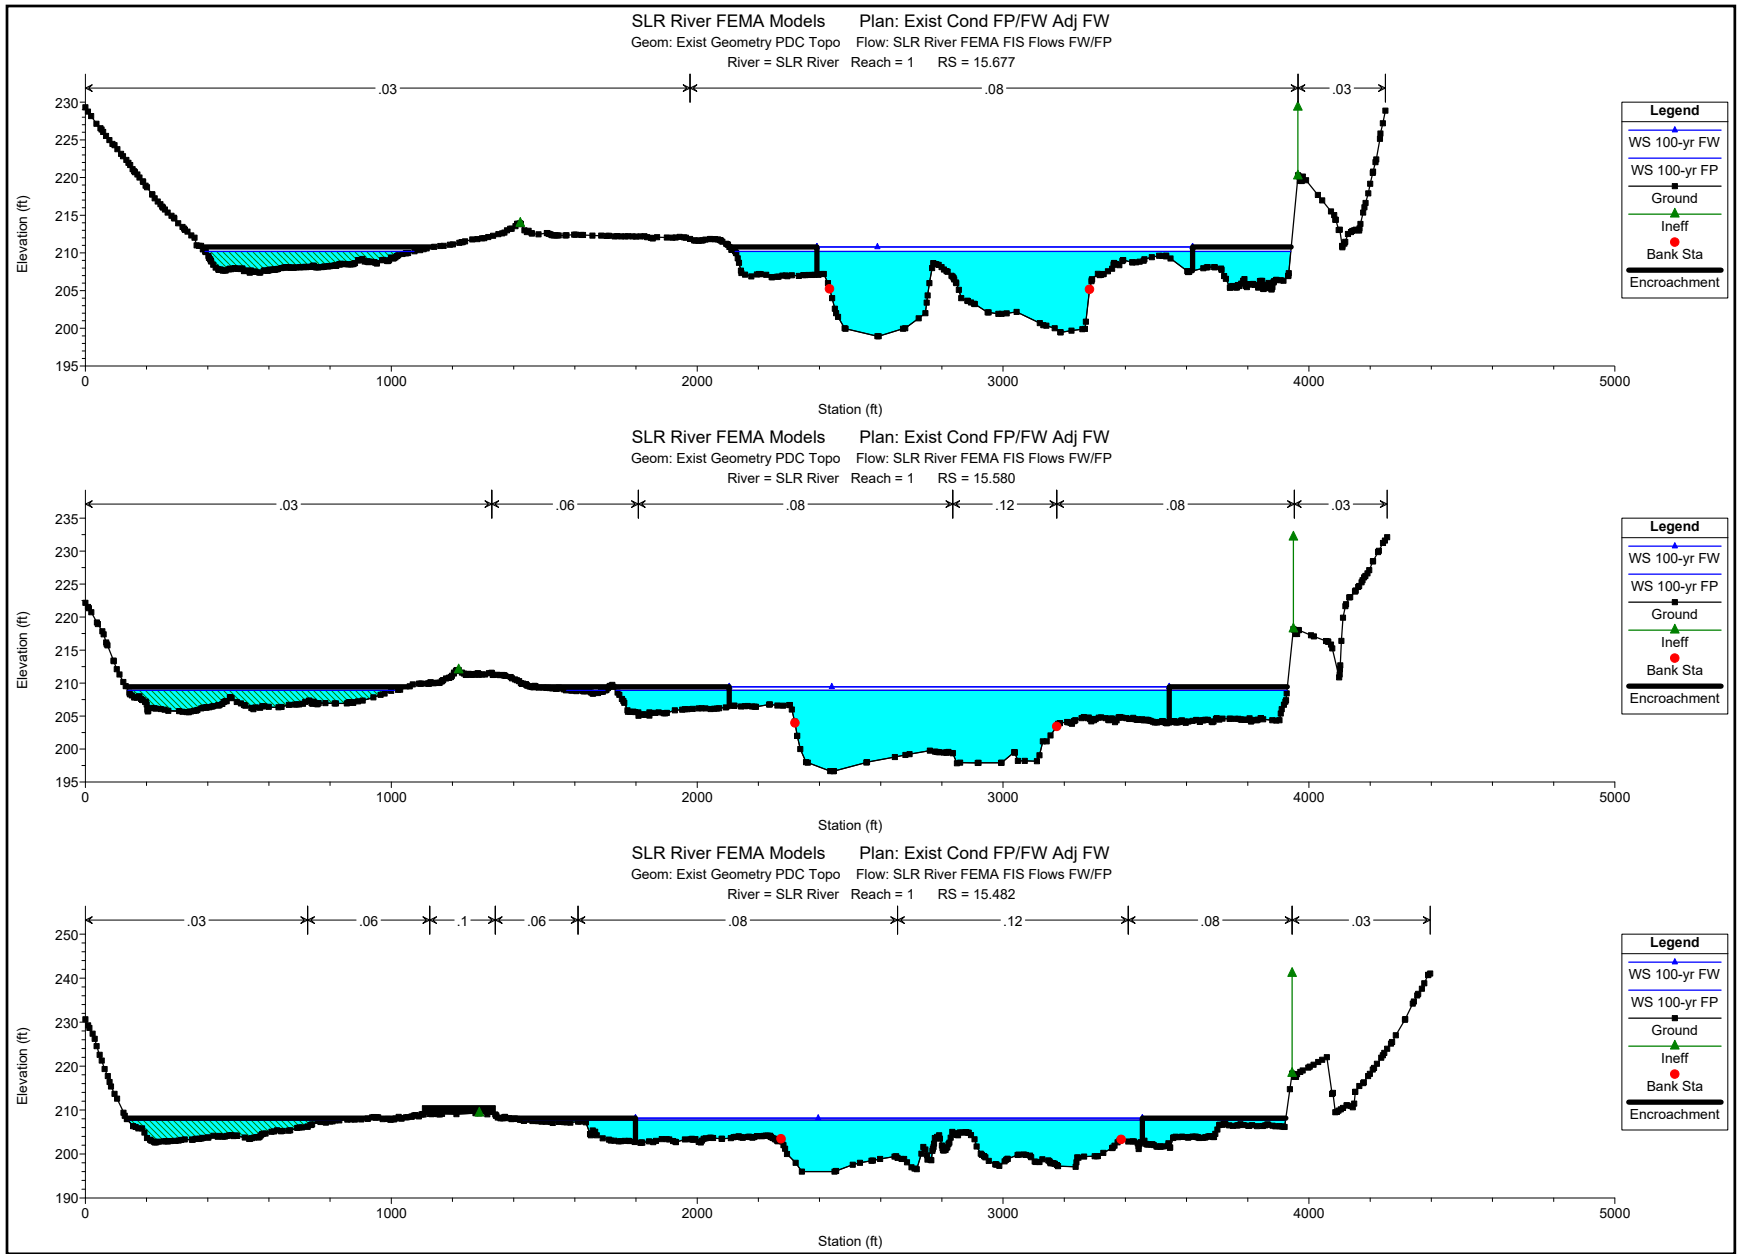 SLR River FEMA Models Plan: Exist Cond FP/FW Adj FW
Geom: Exist Geometry PDC Topo Flow: SLR River FEMA FIS Flows FW/FP
River = SLR River Reach = 1 RS = 15.677
.03 .08 .03
230
225
220
215
210
205
200
195
Elevation (ft)
0 1000 2000 3000 4000 5000
Station (ft)
Legend
WS 100-yr FW
WS 100-yr FP
Ground
Ineff
Bank Sta
Encroachment
SLR River FEMA Models Plan: Exist Cond FP/FW Adj FW
Geom: Exist Geometry PDC Topo Flow: SLR River FEMA FIS Flows FW/FP
River = SLR River Reach = 1 RS = 15.580
.03 .06 .08 .12 .08 .03
235
230
225
220
215
210
205
200
195
Elevation (ft)
0 1000 2000 3000 4000 5000
Station (ft)
Legend
WS 100-yr FW
WS 100-yr FP
Ground
Ineff
Bank Sta
Encroachment
SLR River FEMA Models Plan: Exist Cond FP/FW Adj FW
Geom: Exist Geometry PDC Topo Flow: SLR River FEMA FIS Flows FW/FP
River = SLR River Reach = 1 RS = 15.482
.03 .06 .1 .06 .08 .12 .08 .03
250
240
230
220
210
200
190
Elevation (ft)
0 1000 2000 3000 4000 5000
Station (ft)
Legend
WS 100-yr FW
WS 100-yr FP
Ground
Ineff
Bank Sta
Encroachment